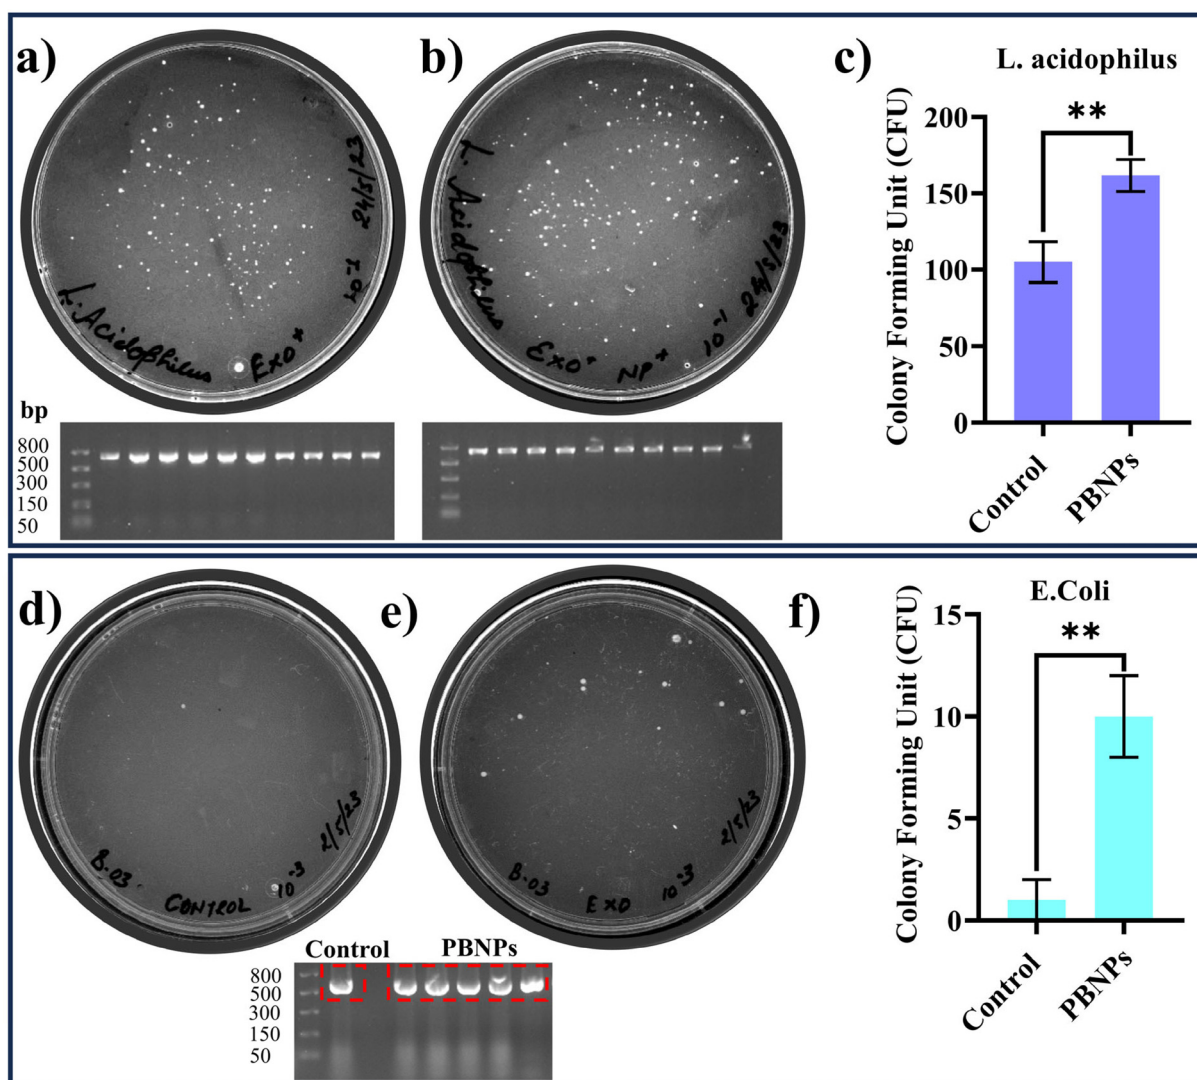 a)
L. Acidophilus
EXO+
10-1
24/5/23
b)
L. Acidophilus
EXO-
NP+
10-1
24/5/23
c)
L. acidophilus
Colony Forming Unit (CFU)
200
150
100
50
0
**
Control
PBNPs
bp
800
500
300
150
50
d)
B-03
CONTROL
10-3
2/5/23
e)
B-03
EXO
10-3
2/5/23
f)
E.Coli
Colony Forming Unit (CFU)
15
10
5
0
**
Control
PBNPs
Control PBNPs
800
500
300
150
50